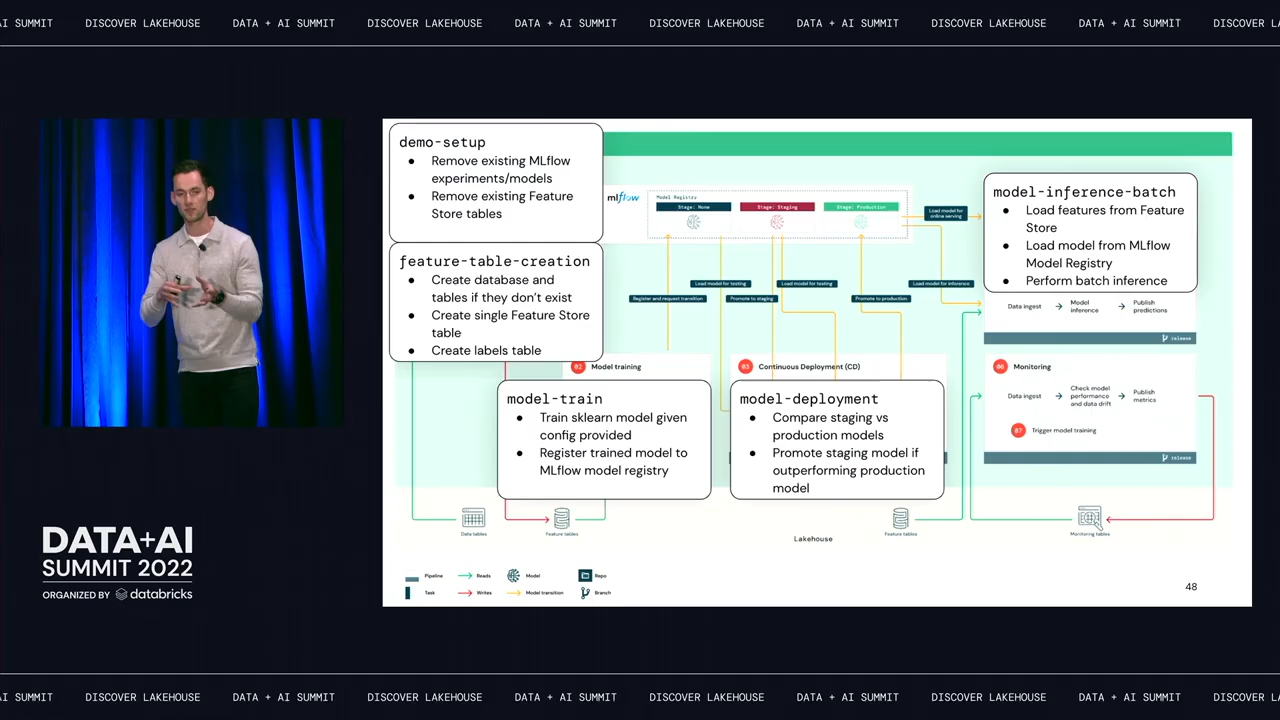 AI SUMMIT DISCOVER LAKEHOUSE DATA + AI SUMMIT DISCOVER LAKEHOUSE DATA + AI SUMMIT DISCOVER LAKEHOUSE DATA + AI SUMMIT DISCOVER LAKEHOUSE DATA + AI SUMMIT DISCOVER
demo-setup
● Remove existing MLflow
experiments/models
● Remove existing Feature
Store tables
feature-table-creation
● Create database and
tables if they don't exist
● Create single Feature Store
table
● Create labels table
mlflow
Model Registry
Stage: None
Stage: Staging
Stage: Production
Load model for
online serving
Load model for testing
Load model for testing
Load model for inference
Register and request transition
Promote to staging
Promote to production
model-inference-batch
● Load features from Feature
Store
● Load model from MLflow
Model Registry
● Perform batch inference
Data ingest
Model
inference
Publish
predictions
release
02 Model training
03 Continuous Deployment (CD)
model-train
● Train sklearn model given
config provided
● Register trained model to
MLflow model registry
model-deployment
● Compare staging vs
production models
● Promote staging model if
outperforming production
model
06 Monitoring
Data ingest
Check model
performance
and data drift
Publish
metrics
07 Trigger model training
release
Data tables
Feature tables
Feature tables
Monitoring tables
Lakehouse
Pipeline Reads Model Repo
Task Writes Model transition Branch
48
DATA+AI
SUMMIT 2022
ORGANIZED BY databricks
AI SUMMIT DISCOVER LAKEHOUSE DATA + AI SUMMIT DISCOVER LAKEHOUSE DATA + AI SUMMIT DISCOVER LAKEHOUSE DATA + AI SUMMIT DISCOVER LAKEHOUSE DATA + AI SUMMIT DISCOVER